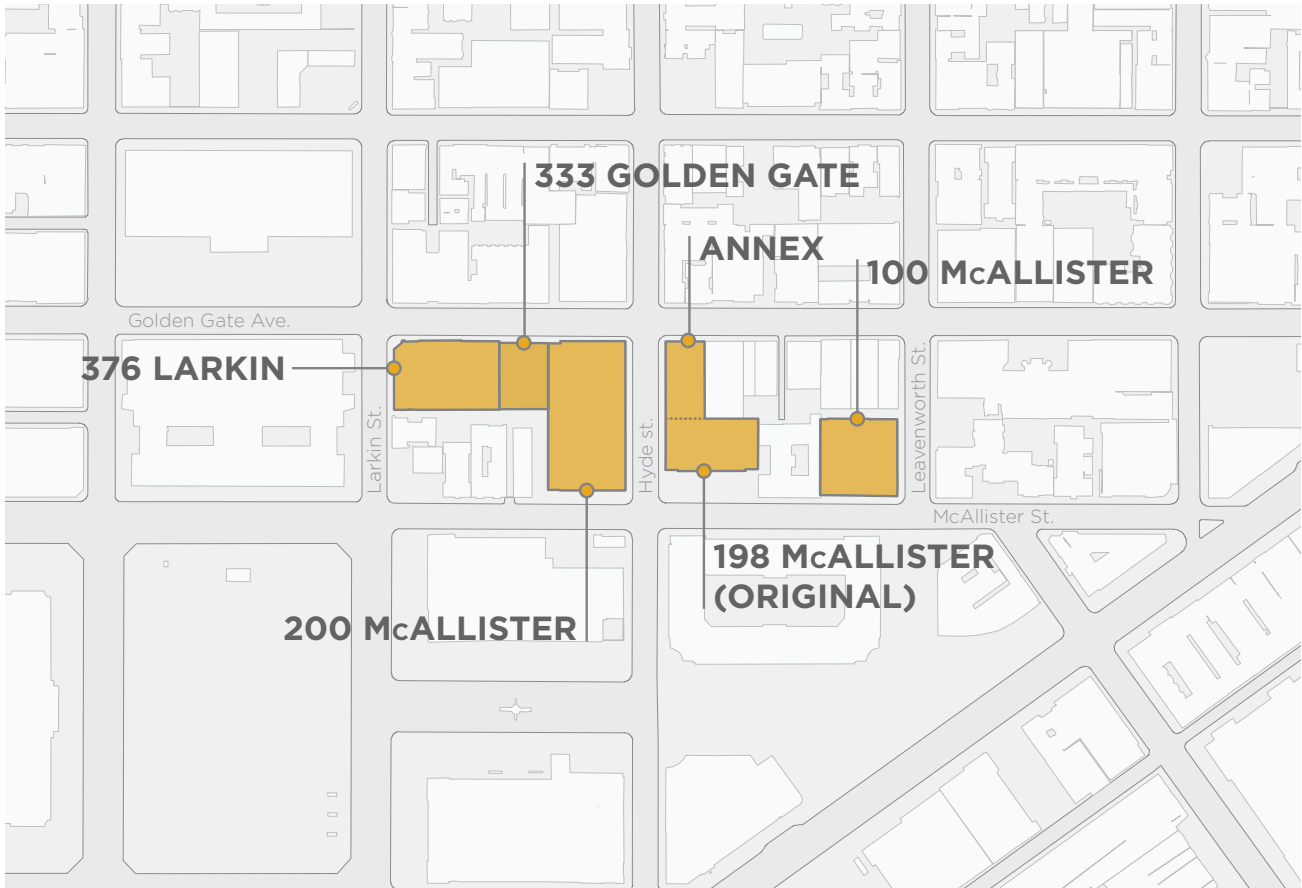 333 GOLDEN GATE
ANNEX
100 McALLISTER
Golden Gate Ave.
376 LARKIN
Larkin St.
Hyde st.
Leavenworth St.
McAllister St.
198 McALLISTER
(ORIGINAL)
200 McALLISTER